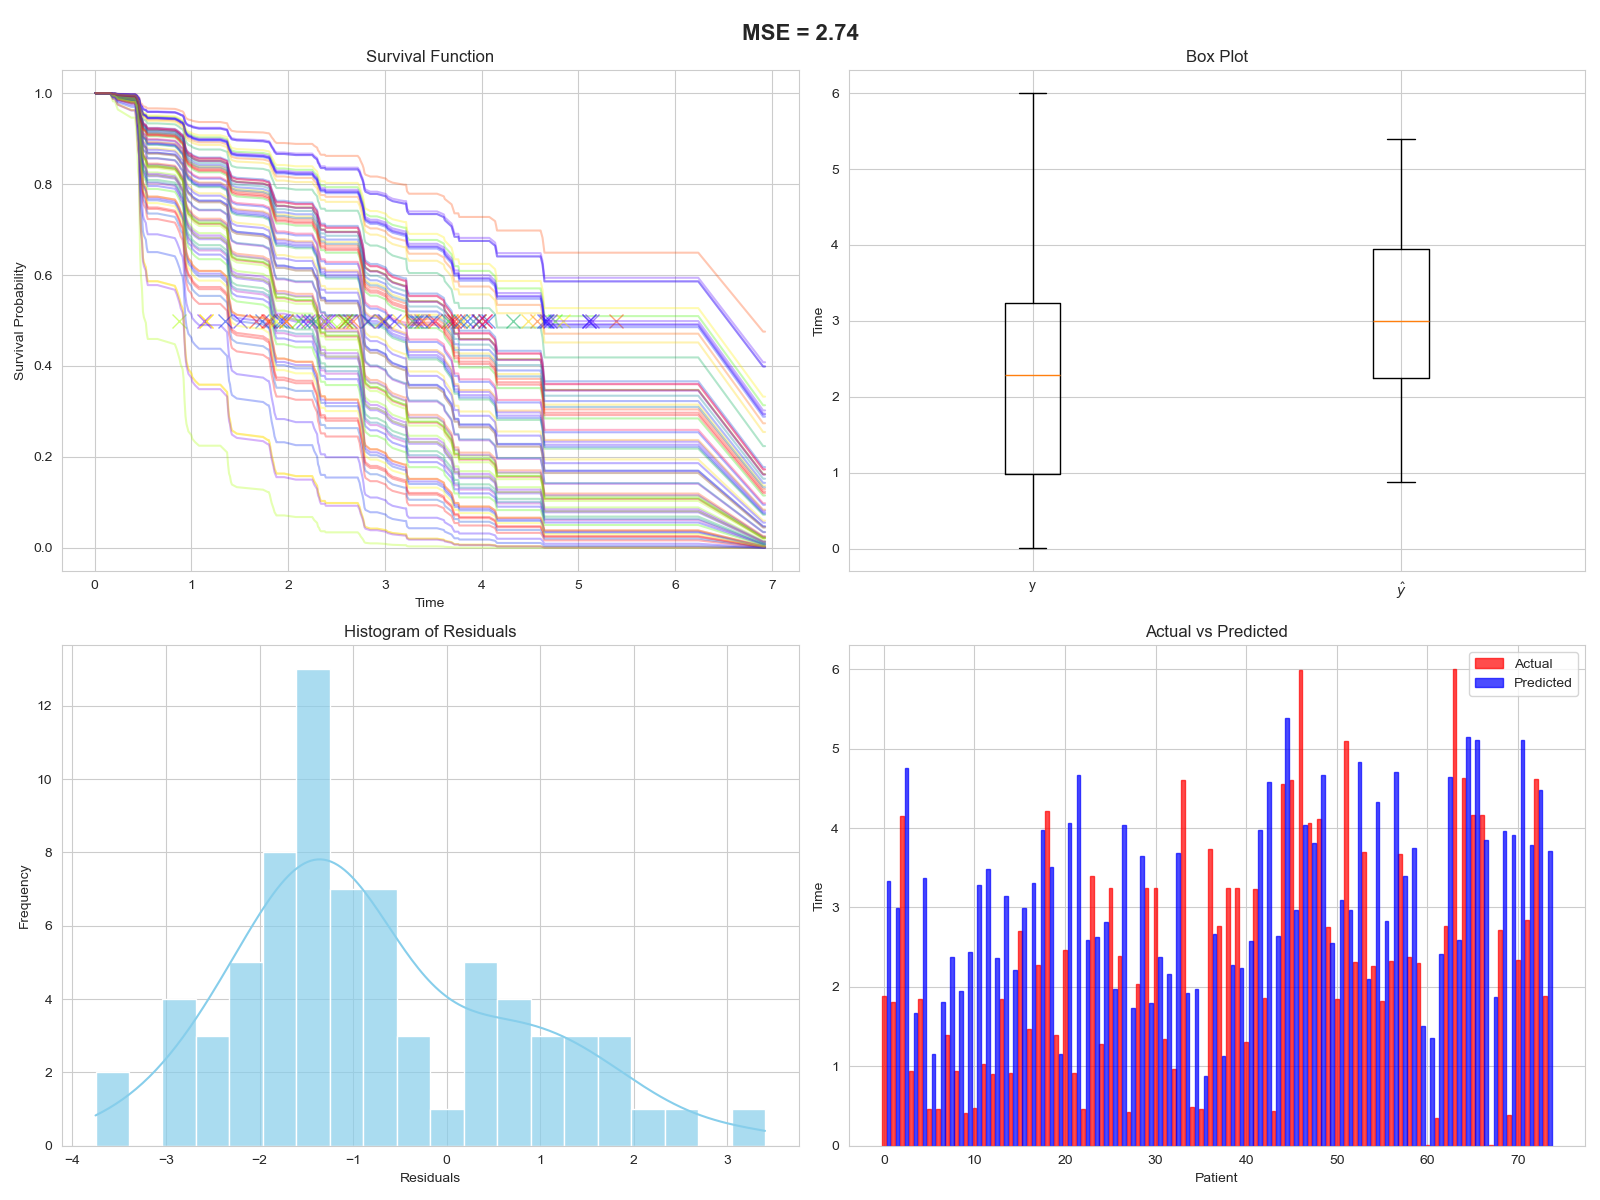 MSE = 2.74
Survival Function
Survival Probability
1.0
0.8
0.6
0.4
0.2
0.0
0 1 2 3 4 5 6 7
Time
Box Plot
Time
6
5
4
3
2
1
0
y ŷ
Histogram of Residuals
Frequency
12
10
8
6
4
2
0
−4 −3 −2 −1 0 1 2 3
Residuals
Actual vs Predicted
Actual
Predicted
Time
6
5
4
3
2
1
0
0 10 20 30 40 50 60 70
Patient